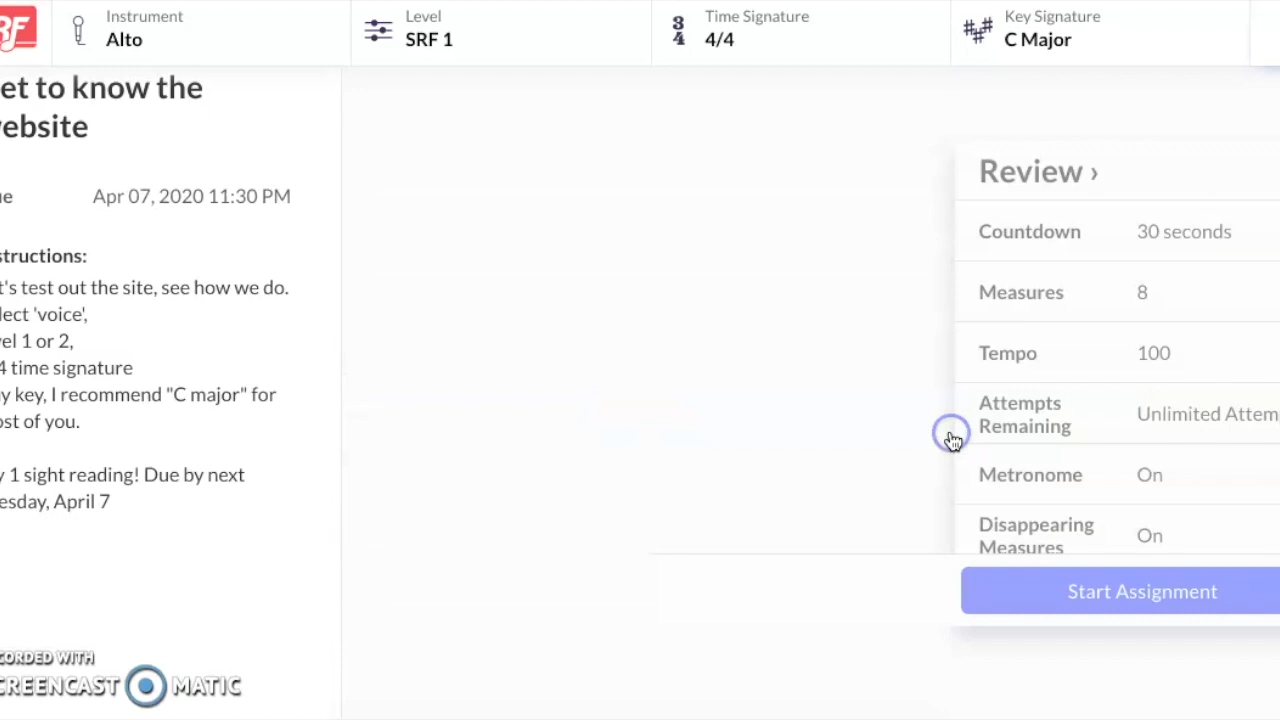 RF
Instrument
Alto
Level
SRF 1
3
4
Time Signature
4/4
Key Signature
C Major
et to know the
ebsite
ue
Apr 07, 2020 11:30 PM
structions:
t's test out the site, see how we do.
lect 'voice',
vel 1 or 2,
4 time signature
y key, I recommend "C major" for
ost of you.
y 1 sight reading! Due by next
esday, April 7
Review ›
Countdown 30 seconds
Measures 8
Tempo 100
Attempts
Remaining
Unlimited Attem
Metronome On
Disappearing
Measures
On
Start Assignment
CORDED WITH
CREENCAST MATIC